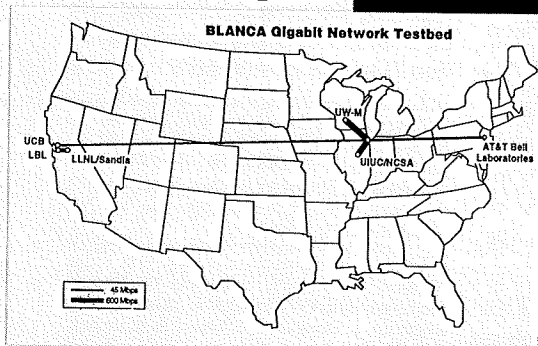 BLANCA Gigabit Network Testbed
UW-M
UCB
LBL
LLNL/Sandia
UIUC/NCSA
AT&T Bell
Laboratories
45 Mbps
600 Mbps